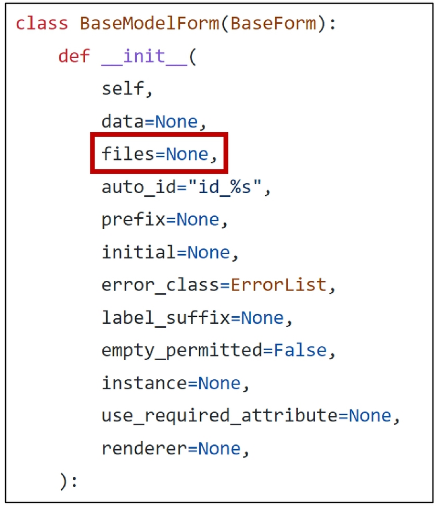 class BaseModelForm(BaseForm):
    def __init__(
        self,
        data=None,
        files=None,
        auto_id="id_%s",
        prefix=None,
        initial=None,
        error_class=ErrorList,
        label_suffix=None,
        empty_permitted=False,
        instance=None,
        use_required_attribute=None,
        renderer=None,
    ):